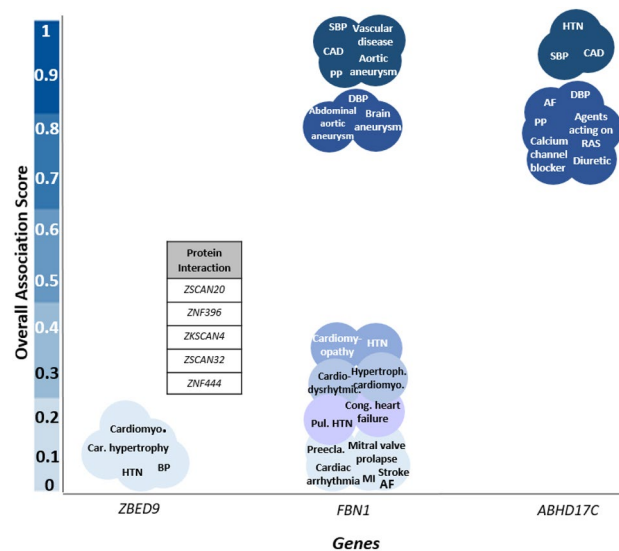 Overall Association Score
1
0.9
0.8
0.7
0.6
0.5
0.4
0.3
0.2
0.1
0
Cardiomyo.
Car. hypertrophy
HTN
BP
Protein
Interaction
ZSCAN20
ZNF396
ZKSCAN4
ZSCAN32
ZNF444
SBP
Vascular
disease
CAD
PP
Aortic
aneurysm
DBP
Abdominal
aortic
aneurysm
Brain
aneurysm
Cardiomy-
opathy
HTN
Cardio-
dysrhytmic.
Hypertroph.
cardiomyo.
Pul. HTN
Cong. heart
failure
Preecla.
Mitral valve
prolapse
Cardiac
arrhythmia
MI
Stroke
AF
HTN
SBP
CAD
AF
DBP
PP
Agents
acting on
RAS
Calcium
channel
blocker
Diuretic
ZBED9
FBN1
ABHD17C
Genes